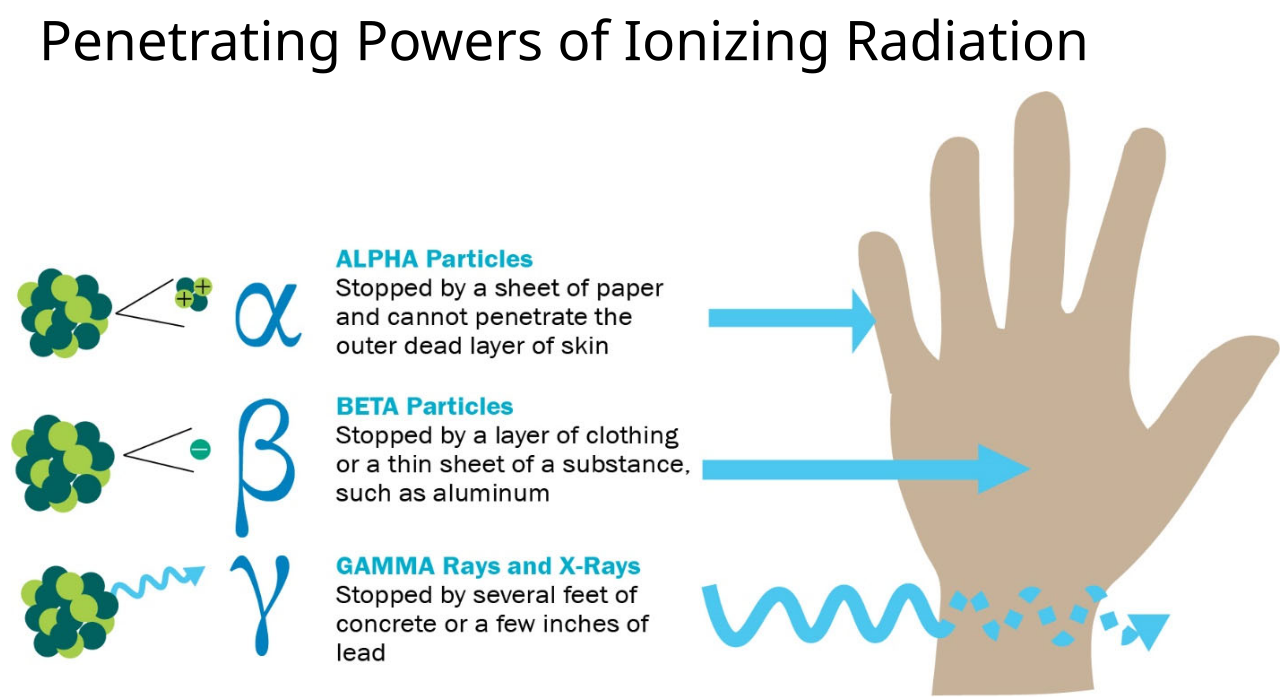 Penetrating Powers of Ionizing Radiation
α
ALPHA Particles
Stopped by a sheet of paper
and cannot penetrate the
outer dead layer of skin
β
BETA Particles
Stopped by a layer of clothing
or a thin sheet of a substance,
such as aluminum
γ
GAMMA Rays and X-Rays
Stopped by several feet of
concrete or a few inches of
lead